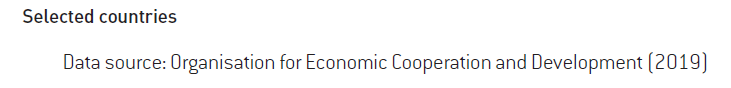 Selected countries
Data source: Organisation for Economic Cooperation and Development (2019)